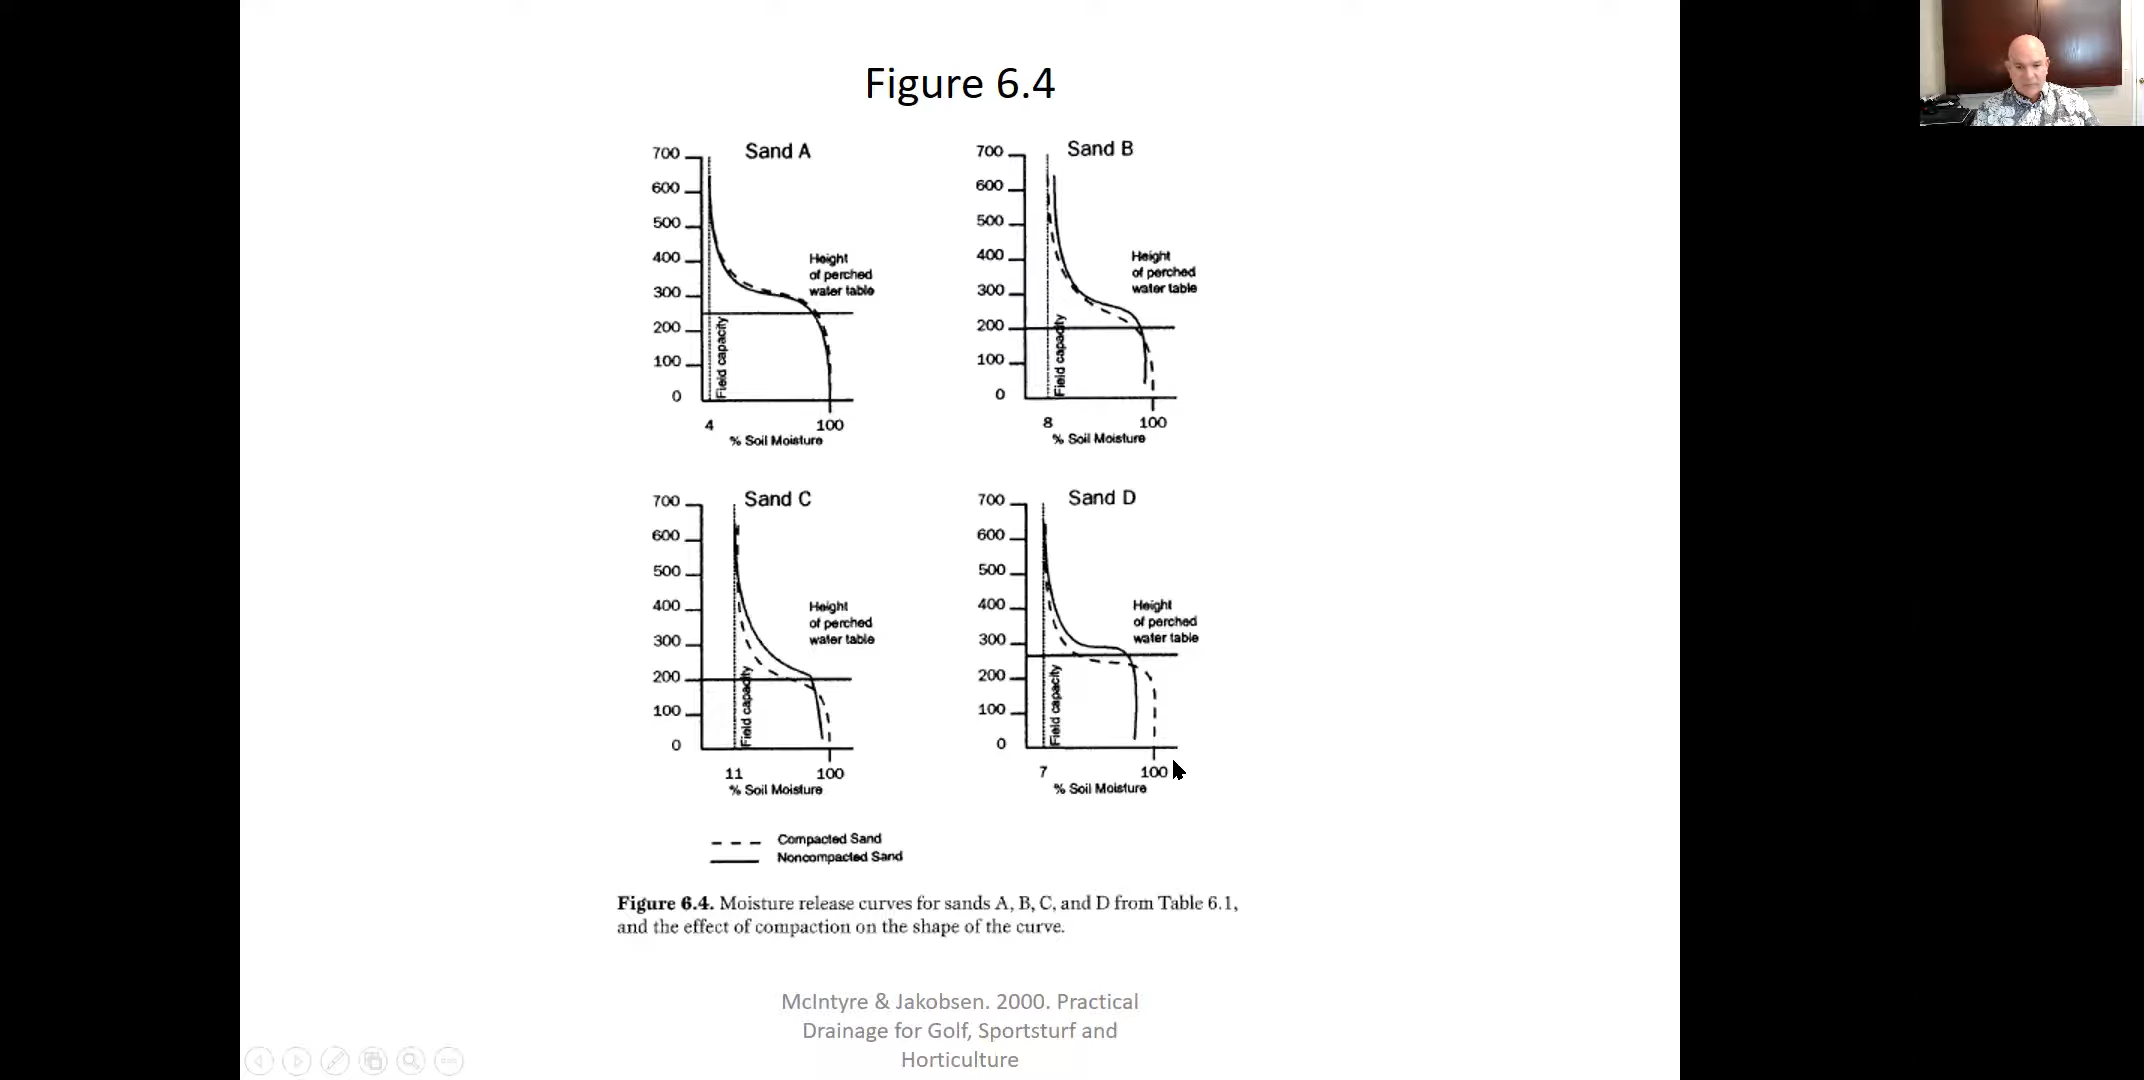 Figure 6.4
Sand A
700
600
500
400
300
200
100
0
Height
of perched
water table
Field capacity
4
100
% Soil Moisture
Sand B
700
600
500
400
300
200
100
0
Height
of perched
water table
Field capacity
8
100
% Soil Moisture
Sand C
700
600
500
400
300
200
100
0
Height
of perched
water table
Field capacity
11
100
% Soil Moisture
Sand D
700
600
500
400
300
200
100
0
Height
of perched
water table
Field capacity
7
100
% Soil Moisture
Compacted Sand
Noncompacted Sand
Figure 6.4. Moisture release curves for sands A, B, C, and D from Table 6.1,
and the effect of compaction on the shape of the curve.
McIntyre & Jakobsen. 2000. Practical
Drainage for Golf, Sportsturf and
Horticulture